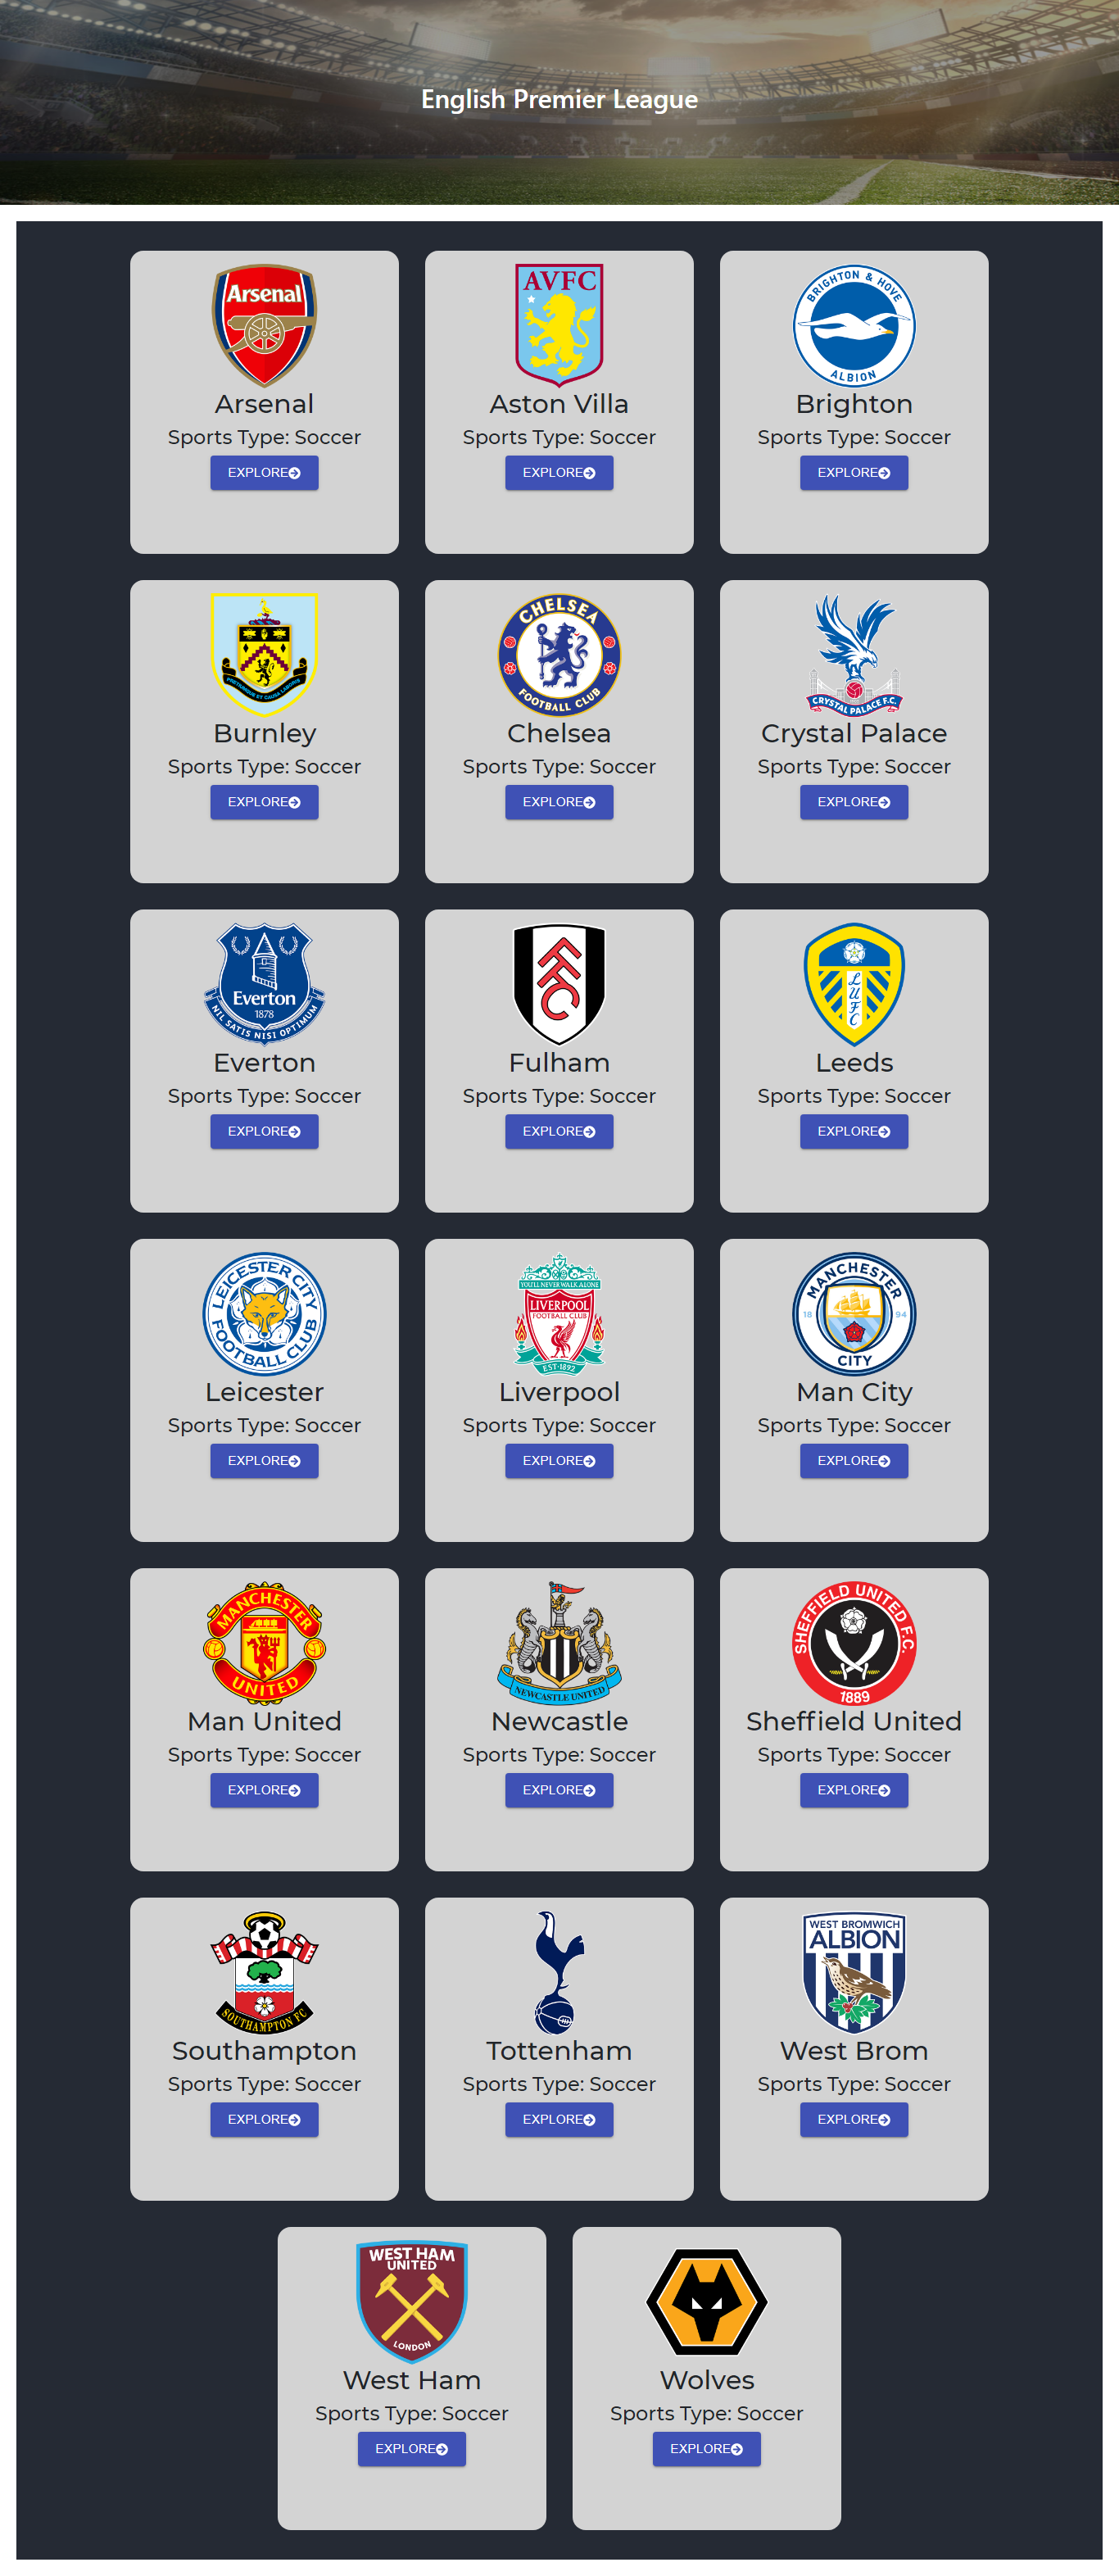 English Premier League
Arsenal
AVFC
BRIGHTON & HOVE
ALBION
Arsenal
Aston Villa
Brighton
Sports Type: Soccer
Sports Type: Soccer
Sports Type: Soccer
EXPLORE
EXPLORE
EXPLORE
CHELSEA
FOOTBALL CLUB
CRYSTAL PALACE F.C.
Burnley
Chelsea
Crystal Palace
Sports Type: Soccer
Sports Type: Soccer
Sports Type: Soccer
EXPLORE
EXPLORE
EXPLORE
Everton
1878
NIL SATIS NISI OPTIMUM
FFC
LUFC
Everton
Fulham
Leeds
Sports Type: Soccer
Sports Type: Soccer
Sports Type: Soccer
EXPLORE
EXPLORE
EXPLORE
LEICESTER CITY
FOOTBALL CLUB
YOU'LL NEVER WALK ALONE
LIVERPOOL
FOOTBALL CLUB
EST·1892
MANCHESTER
18 94
CITY
Leicester
Liverpool
Man City
Sports Type: Soccer
Sports Type: Soccer
Sports Type: Soccer
EXPLORE
EXPLORE
EXPLORE
MANCHESTER
UNITED
NEWCASTLE UNITED
SHEFFIELD UNITED F.C.
1889
Man United
Newcastle
Sheffield United
Sports Type: Soccer
Sports Type: Soccer
Sports Type: Soccer
EXPLORE
EXPLORE
EXPLORE
SOUTHAMPTON FC
WEST BROMWICH
ALBION
Southampton
Tottenham
West Brom
Sports Type: Soccer
Sports Type: Soccer
Sports Type: Soccer
EXPLORE
EXPLORE
EXPLORE
WEST HAM
UNITED
LONDON
West Ham
Wolves
Sports Type: Soccer
Sports Type: Soccer
EXPLORE
EXPLORE